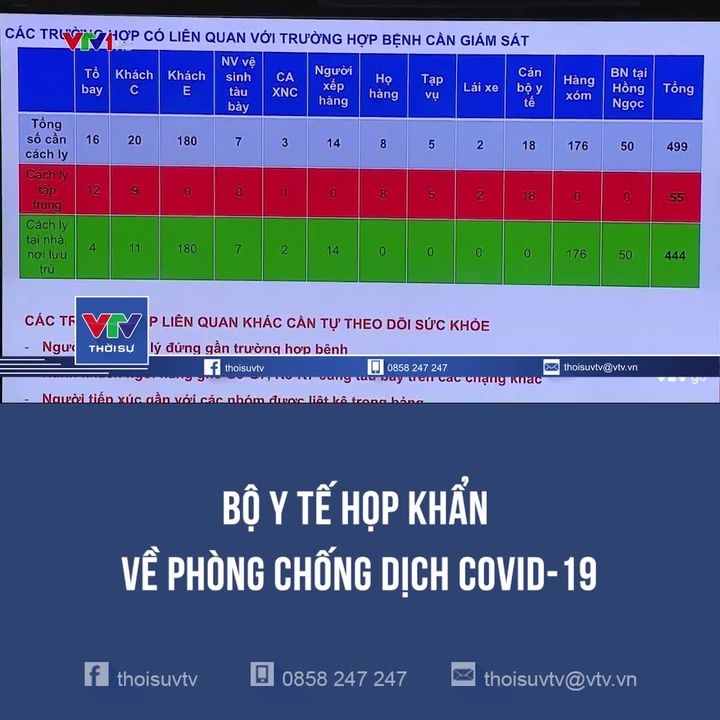 CÁC TRƯỜNG HỢP CÓ LIÊN QUAN VỚI TRƯỜNG HỢP BỆNH CẦN GIÁM SÁT
VTV1
Tổ bay Khách C Khách E NV vệ sinh tàu bày CA XNC Người xếp hàng Họ hàng Tạp vụ Lái xe Cán bộ y tế Hàng xóm BN tại Hồng Ngọc Tổng
Tổng số cần cách ly 16 20 180 7 3 14 8 5 2 18 176 50 499
Cách ly tập trung 12 9 0 0 1 0 8 5 2 18 0 0 55
Cách ly tại nhà, nơi lưu trú 4 11 180 7 2 14 0 0 0 0 176 50 444
CÁC TR P LIÊN QUAN KHÁC CẦN TỰ THEO DÕI SỨC KHỎE
- Ngườ lý đứng gần trường hợp bệnh
VTV
THỜI SỰ
thoisuvtv 0858 247 247 thoisuvtv@vtv.vn
cùng tàu bay trên các chặng khác
- Người tiếp xúc gần với các nhóm được liệt kê trong bảng
BỘ Y TẾ HỌP KHẨN
VỀ PHÒNG CHỐNG DỊCH COVID-19
thoisuvtv 0858 247 247 thoisuvtv@vtv.vn